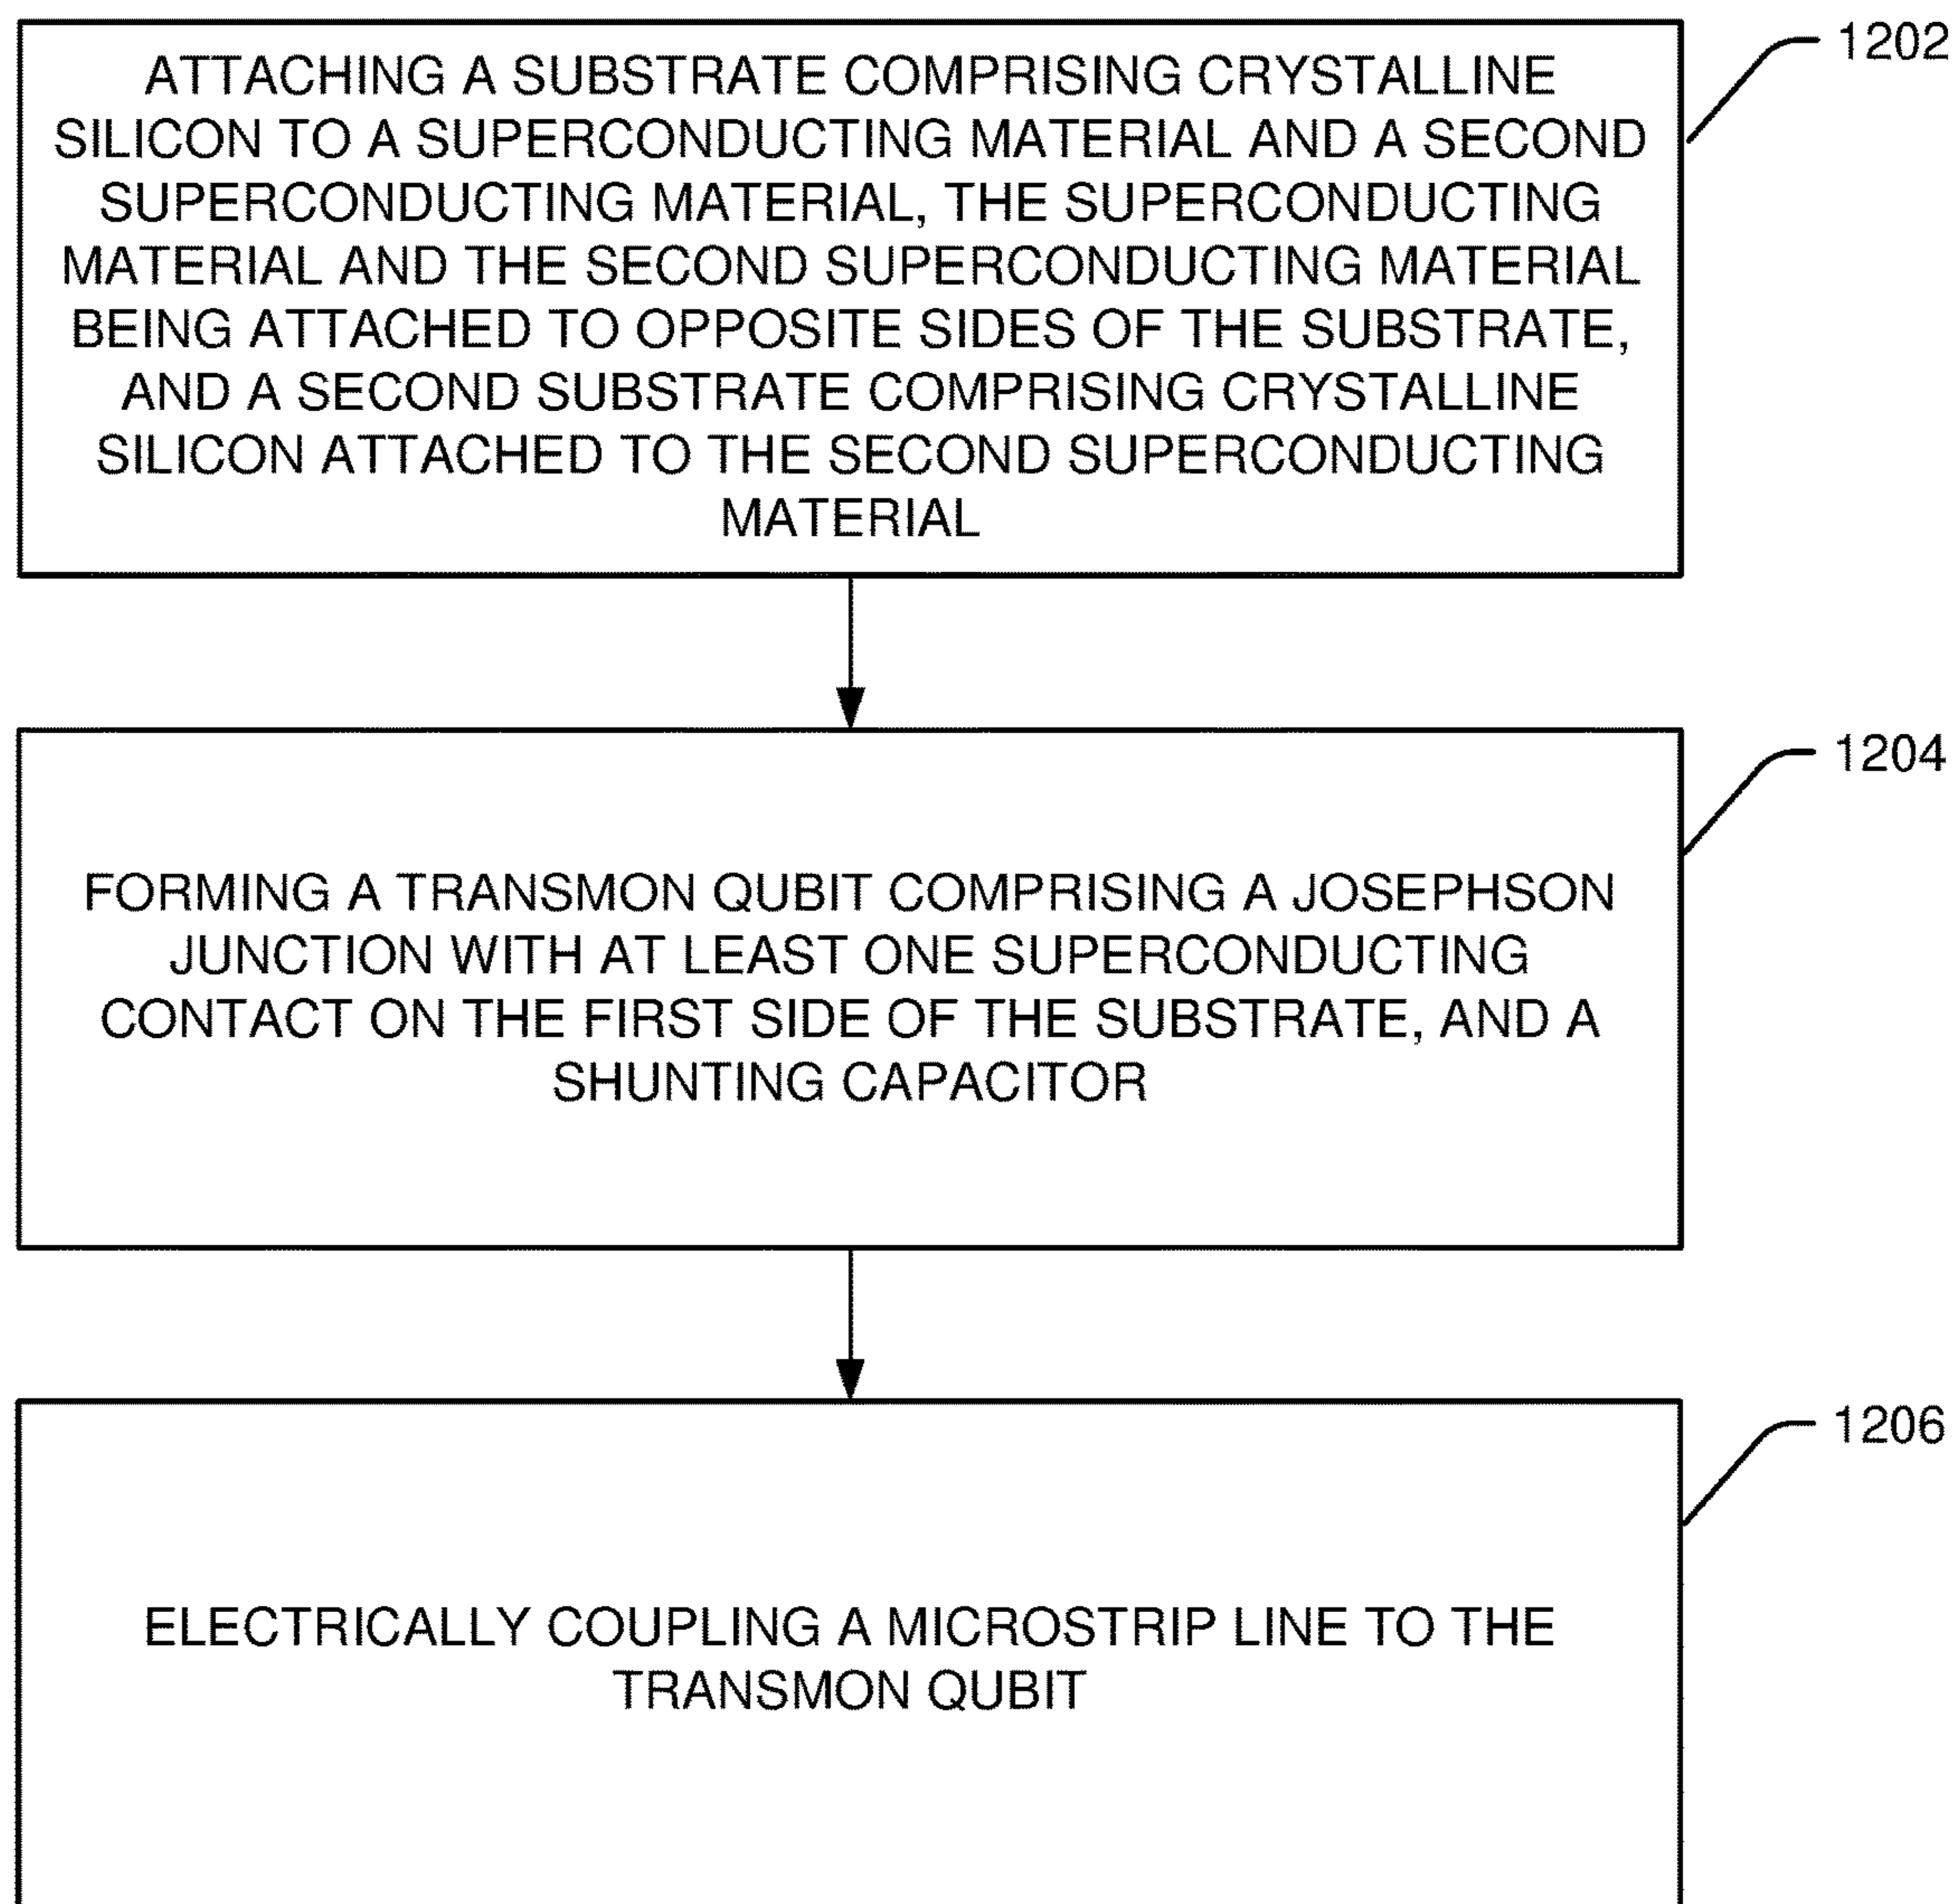 ATTACHING A SUBSTRATE COMPRISING CRYSTALLINE
SILICON TO A SUPERCONDUCTING MATERIAL AND A SECOND
SUPERCONDUCTING MATERIAL, THE SUPERCONDUCTING
MATERIAL AND THE SECOND SUPERCONDUCTING MATERIAL
BEING ATTACHED TO OPPOSITE SIDES OF THE SUBSTRATE,
AND A SECOND SUBSTRATE COMPRISING CRYSTALLINE
SILICON ATTACHED TO THE SECOND SUPERCONDUCTING
MATERIAL
1202
FORMING A TRANSMON QUBIT COMPRISING A JOSEPHSON
JUNCTION WITH AT LEAST ONE SUPERCONDUCTING
CONTACT ON THE FIRST SIDE OF THE SUBSTRATE, AND A
SHUNTING CAPACITOR
1204
ELECTRICALLY COUPLING A MICROSTRIP LINE TO THE
TRANSMON QUBIT
1206